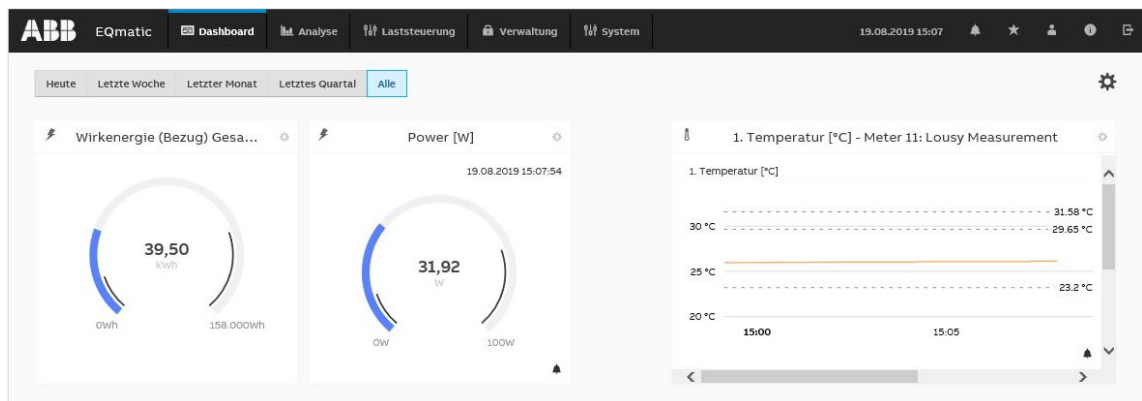 ABB EQmatic Dashboard Analyse Laststeuerung Verwaltung System 19.08.2019 15:07
Heute Letzte Woche Letzter Monat Letztes Quartal Alle
Wirkenergie (Bezug) Gesa...
39,50
kWh
0Wh 158.000Wh
Power [W]
19.08.2019 15:07:54
31,92
W
0W 100W
1. Temperatur [°C] - Meter 11: Lousy Measurement
1. Temperatur [°C]
31.58 °C
30 °C 29.65 °C
25 °C
23.2 °C
20 °C
15:00 15:05